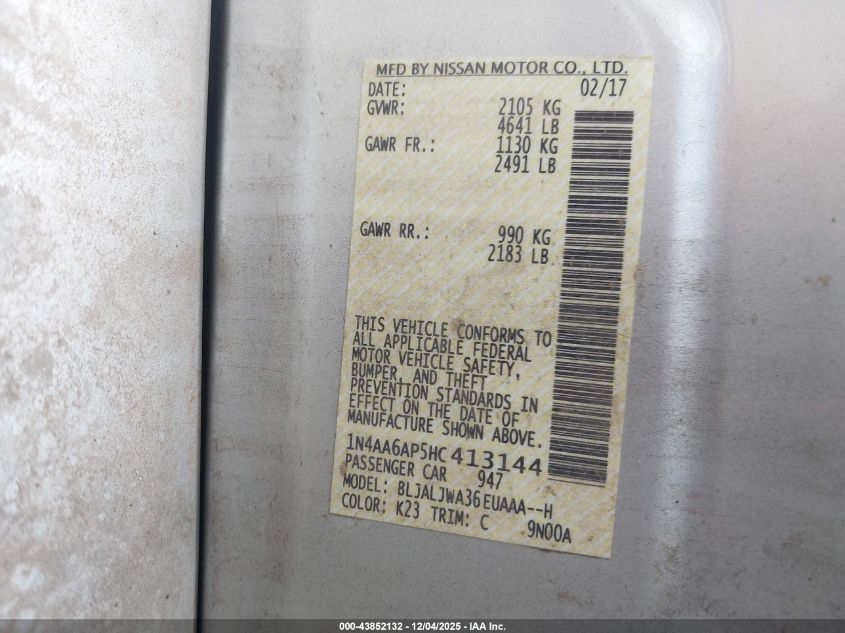 MFD BY NISSAN MOTOR CO., LTD.
DATE: 02/17
GVWR: 2105 KG
4641 LB
GAWR FR.: 1130 KG
2491 LB
GAWR RR.: 990 KG
2183 LB
THIS VEHICLE CONFORMS TO
ALL APPLICABLE FEDERAL
MOTOR VEHICLE SAFETY,
BUMPER, AND THEFT
PREVENTION STANDARDS IN
EFFECT ON THE DATE OF
MANUFACTURE SHOWN ABOVE.
1N4AA6AP5HC413144
PASSENGER CAR 947
MODEL: BLJALJWA36EUAAA--H
COLOR: K23 TRIM: C 9N00A
000-43852132 - 12/04/2025 - IAA Inc.